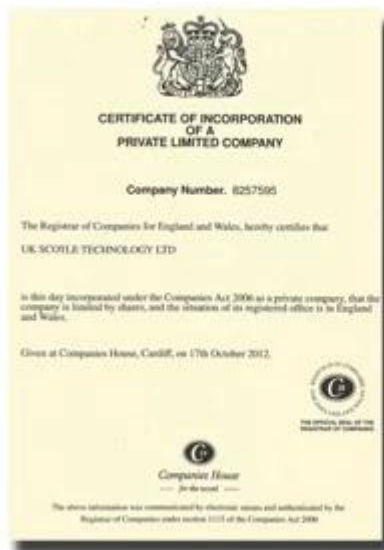 CERTIFICATE OF INCORPORATION
OF A
PRIVATE LIMITED COMPANY
Company Number. 8257595
The Registrar of Companies for England and Wales, hereby certifies that
UK SCOYLE TECHNOLOGY LTD
is this day incorporated under the Companies Act 2006 as a private company, that the
company is limited by shares, and the situation of its registered office is in England
and Wales.
Given at Companies House, Cardiff, on 17th October 2012.
THE OFFICIAL SEAL OF THE
REGISTRAR OF COMPANIES
Companies House
for the record
The above information was communicated by electronic means and authenticated by the
Registrar of Companies under section 1115 of the Companies Act 2006